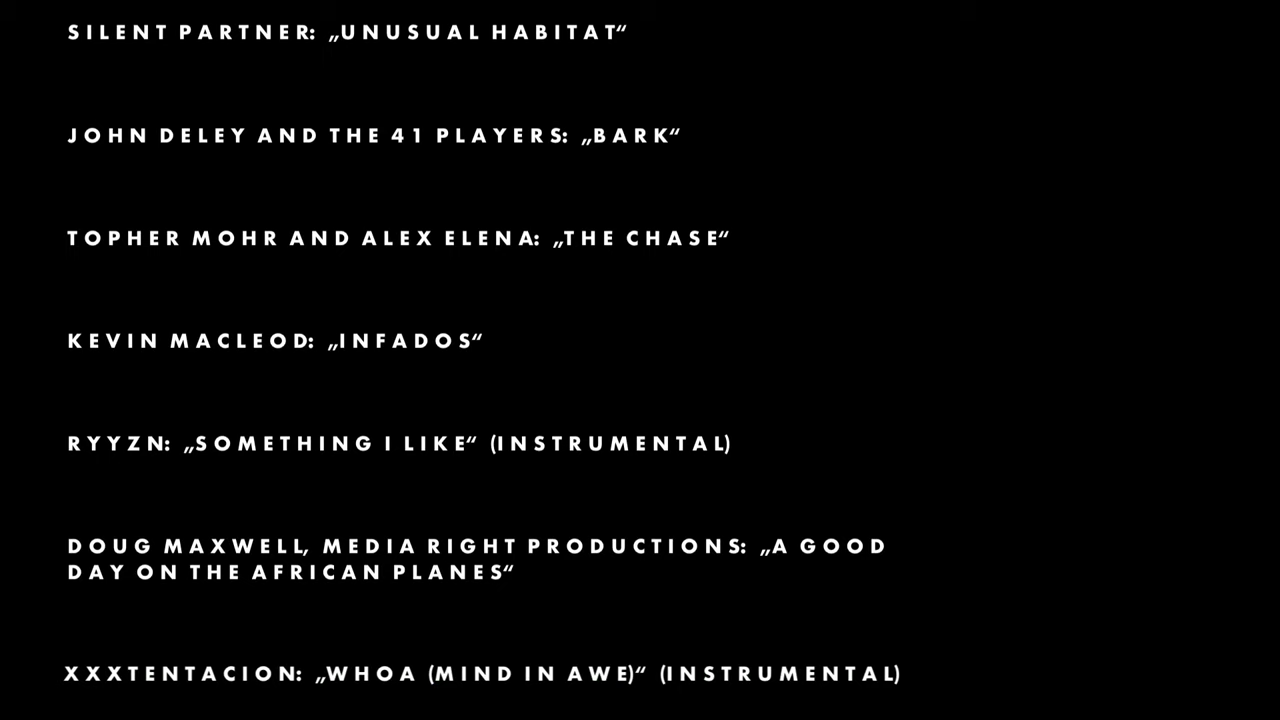 SILENT PARTNER: „UNUSUAL HABITAT“
JOHN DELEY AND THE 41 PLAYERS: „BARK“
TOPHER MOHR AND ALEX ELENA: „THE CHASE“
KEVIN MACLEOD: „INFADOS“
RYYZN: „SOMETHING I LIKE“ (INSTRUMENTAL)
DOUG MAXWELL, MEDIA RIGHT PRODUCTIONS: „A GOOD
DAY ON THE AFRICAN PLANES“
XXXTENTACION: „WHOA (MIND IN AWE)“ (INSTRUMENTAL)